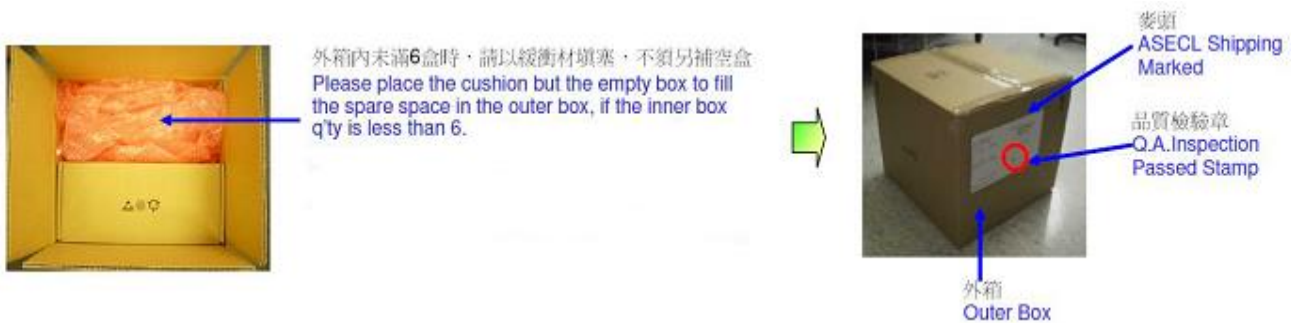 外箱內未滿6盒時，請以緩衝材填塞，不須另補空盒
Please place the cushion but the empty box to fill
the spare space in the outer box, if the inner box
q'ty is less than 6.
麥頭
ASECL Shipping
Marked
品質檢驗章
Q.A.Inspection
Passed Stamp
外箱
Outer Box